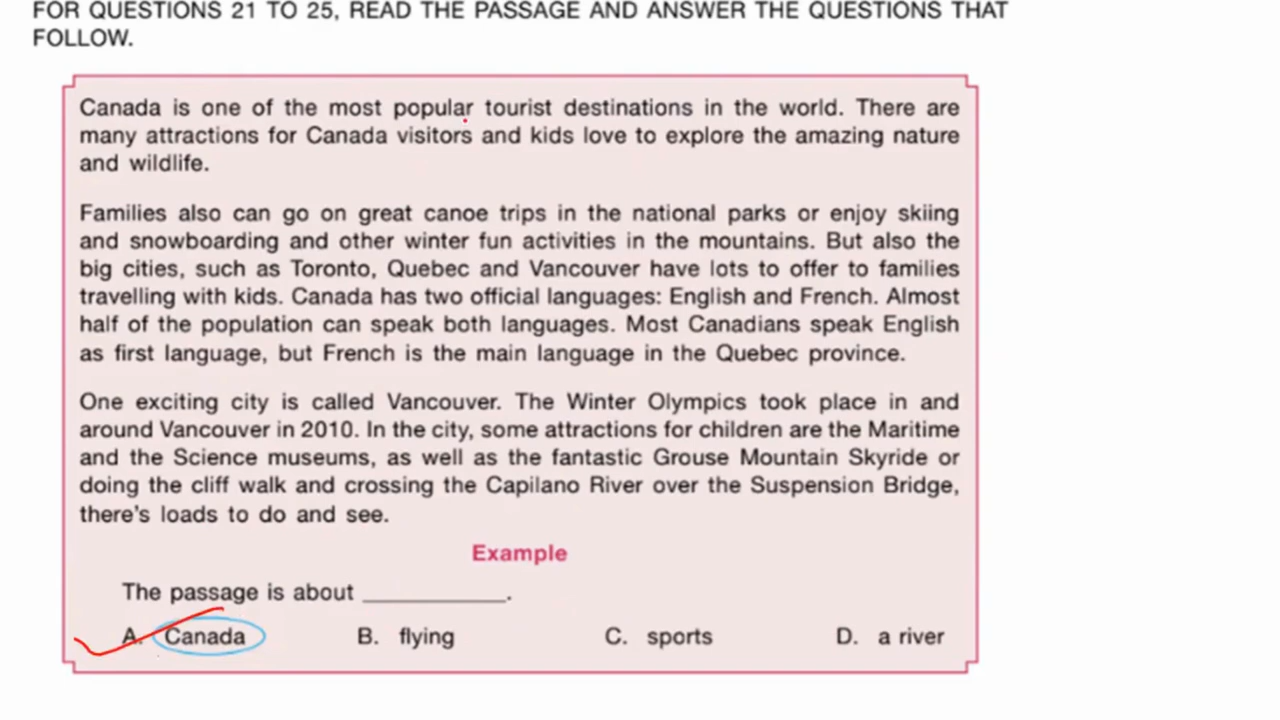 FOR QUESTIONS 21 TO 25, READ THE PASSAGE AND ANSWER THE QUESTIONS THAT
FOLLOW.
Canada is one of the most popular tourist destinations in the world. There are
many attractions for Canada visitors and kids love to explore the amazing nature
and wildlife.
Families also can go on great canoe trips in the national parks or enjoy skiing
and snowboarding and other winter fun activities in the mountains. But also the
big cities, such as Toronto, Quebec and Vancouver have lots to offer to families
travelling with kids. Canada has two official languages: English and French. Almost
half of the population can speak both languages. Most Canadians speak English
as first language, but French is the main language in the Quebec province.
One exciting city is called Vancouver. The Winter Olympics took place in and
around Vancouver in 2010. In the city, some attractions for children are the Maritime
and the Science museums, as well as the fantastic Grouse Mountain Skyride or
doing the cliff walk and crossing the Capilano River over the Suspension Bridge,
there's loads to do and see.
Example
The passage is about ___________.
A. Canada B. flying C. sports D. a river